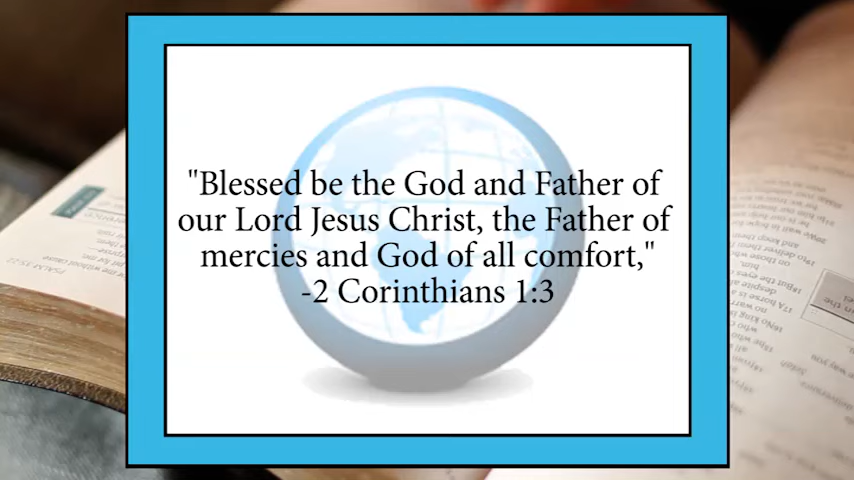 "Blessed be the God and Father of
our Lord Jesus Christ, the Father of
mercies and God of all comfort,"
-2 Corinthians 1:3